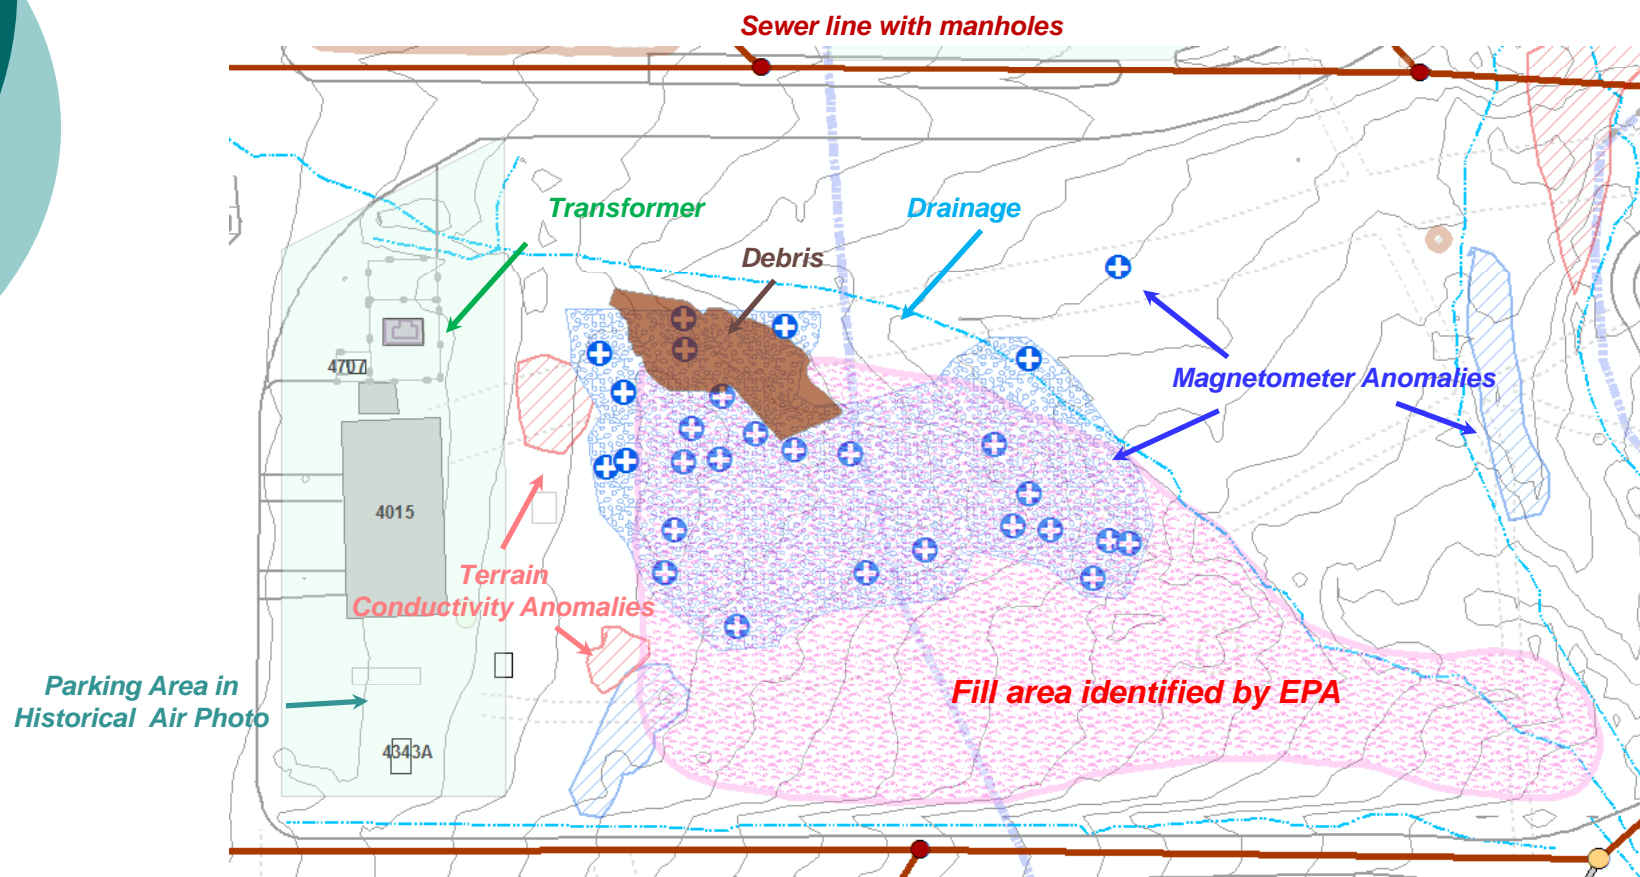 Sewer line with manholes
Transformer
Drainage
Debris
4707
Magnetometer Anomalies
4015
Terrain
Conductivity Anomalies
Parking Area in
Historical  Air Photo
Fill area identified by EPA
4343A